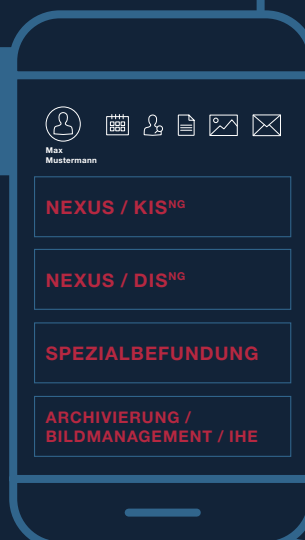 Max
Mustermann
NEXUS / KISᴺᴳ
NEXUS / DISᴺᴳ
SPEZIALBEFUNDUNG
ARCHIVIERUNG /
BILDMANAGEMENT / IHE